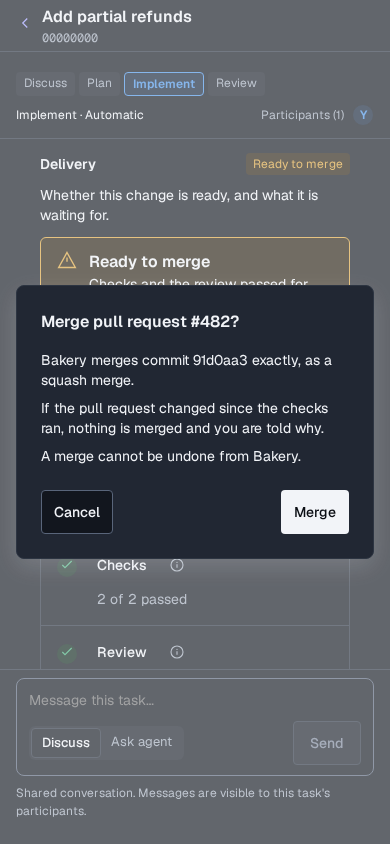 Add partial refunds
00000000
Discuss Plan Implement Review
Implement · Automatic Participants (1) Y
Delivery Ready to merge
Whether this change is ready, and what it is
waiting for.
Ready to merge
Checks and the review passed for
Merge pull request #482?
Bakery merges commit 91d0aa3 exactly, as a
squash merge.
If the pull request changed since the checks
ran, nothing is merged and you are told why.
A merge cannot be undone from Bakery.
Cancel Merge
Checks
2 of 2 passed
Review
Message this task...
Discuss Ask agent Send
Shared conversation. Messages are visible to this task's
participants.